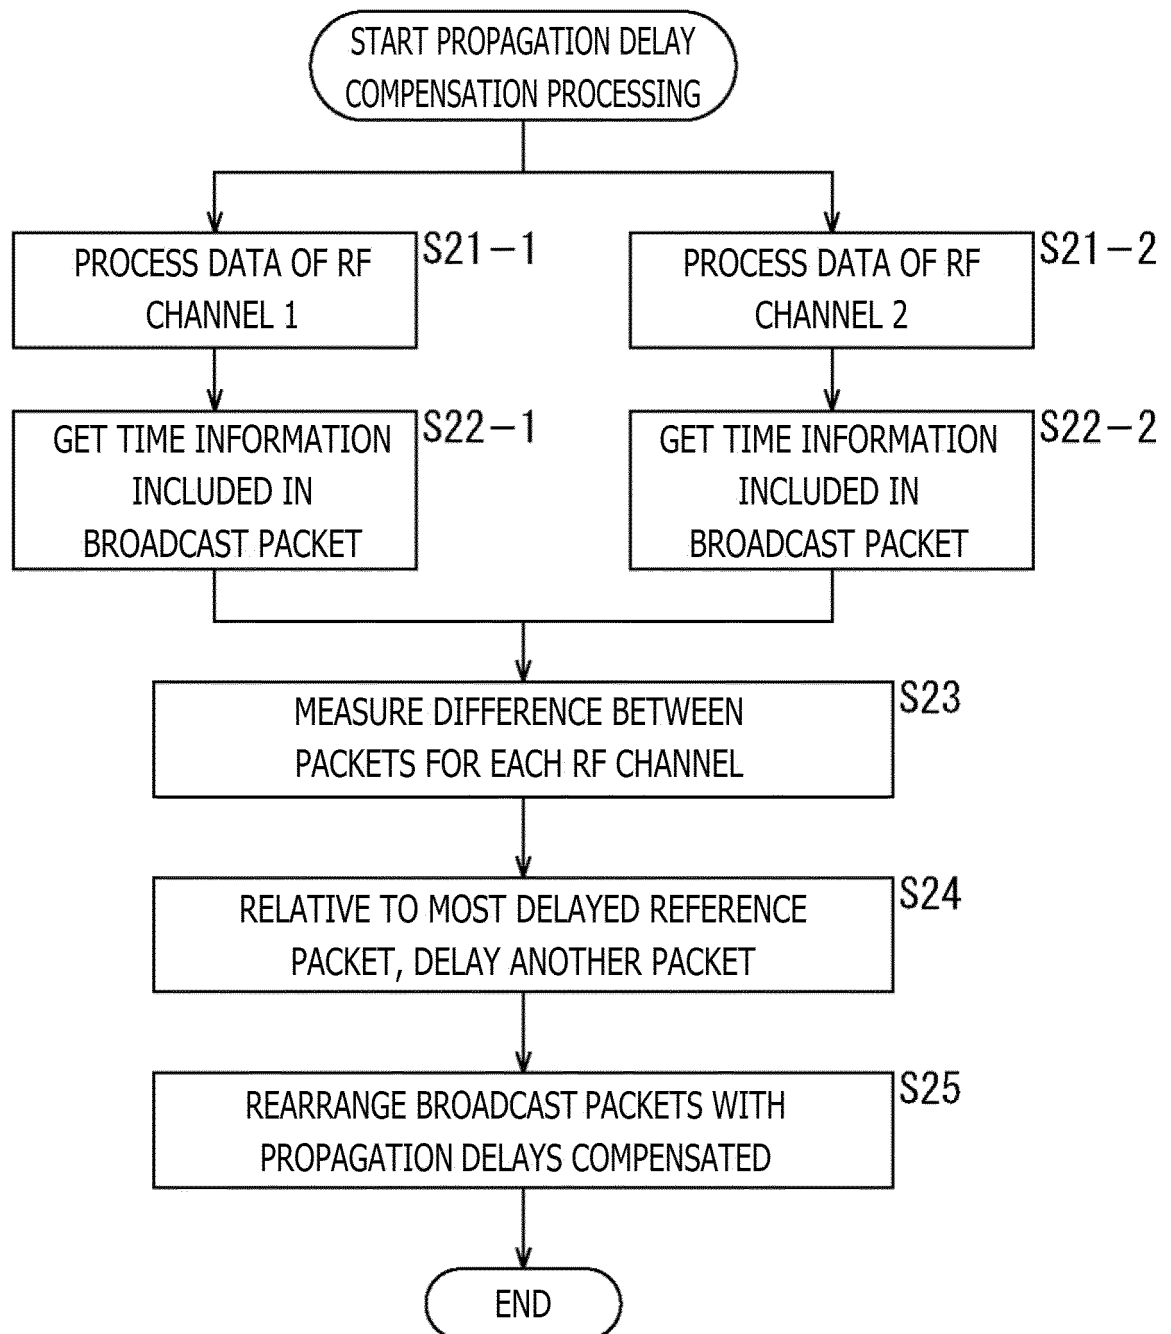 START PROPAGATION DELAY
COMPENSATION PROCESSING
S21-1
PROCESS DATA OF RF
CHANNEL 1
S21-2
PROCESS DATA OF RF
CHANNEL 2
S22-1
GET TIME INFORMATION
INCLUDED IN
BROADCAST PACKET
S22-2
GET TIME INFORMATION
INCLUDED IN
BROADCAST PACKET
S23
MEASURE DIFFERENCE BETWEEN
PACKETS FOR EACH RF CHANNEL
S24
RELATIVE TO MOST DELAYED REFERENCE
PACKET, DELAY ANOTHER PACKET
S25
REARRANGE BROADCAST PACKETS WITH
PROPAGATION DELAYS COMPENSATED
END